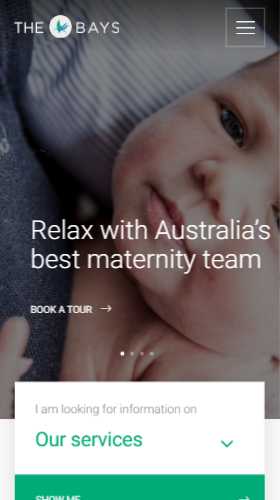 THE BAYS
Relax with Australia's
best maternity team
BOOK A TOUR
I am looking for information on
Our services
SHOW ME